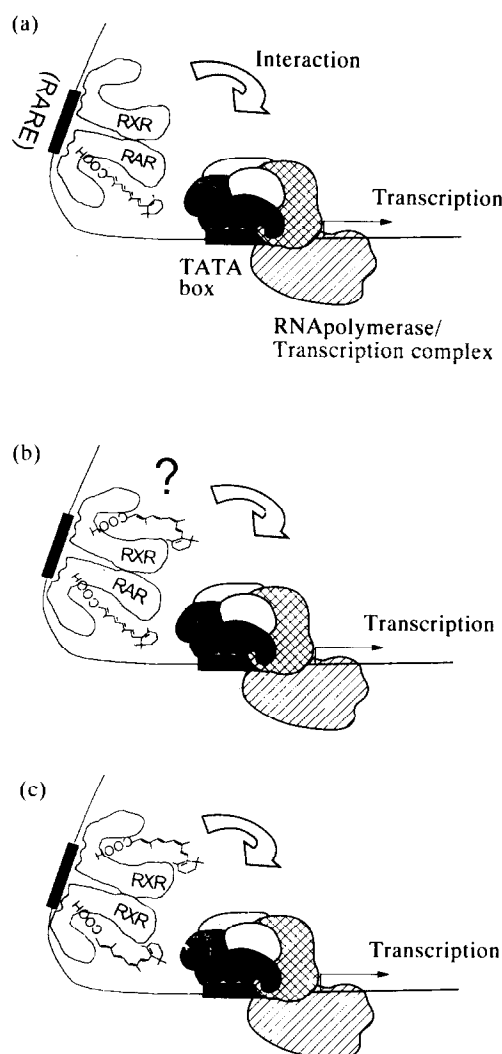 (a)
Interaction
(RARE)
RXR
RAR
HOOC
Transcription
TATA
box
RNApolymerase/
Transcription complex
(b)
?
HOOC
RXR
RAR
HOOC
Transcription
(c)
HOOC
RXR
RXR
HOOC
Transcription